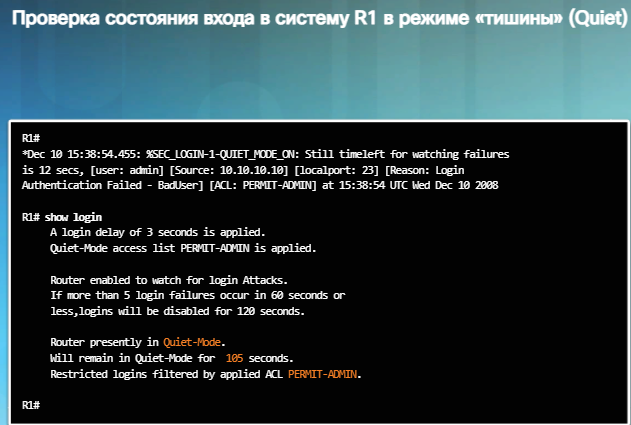 Проверка состояния входа в систему R1 в режиме «тишины» (Quiet)
R1#
*Dec 10 15:38:54.455: %SEC_LOGIN-1-QUIET_MODE_ON: Still timeleft for watching failures
is 12 secs, [user: admin] [Source: 10.10.10.10] [localport: 23] [Reason: Login
Authentication Failed - BadUser] [ACL: PERMIT-ADMIN] at 15:38:54 UTC Wed Dec 10 2008
R1# show login
A login delay of 3 seconds is applied.
Quiet-Mode access list PERMIT-ADMIN is applied.
Router enabled to watch for login Attacks.
If more than 5 login failures occur in 60 seconds or
less,logins will be disabled for 120 seconds.
Router presently in Quiet-Mode.
Will remain in Quiet-Mode for 105 seconds.
Restricted logins filtered by applied ACL PERMIT-ADMIN.
R1#